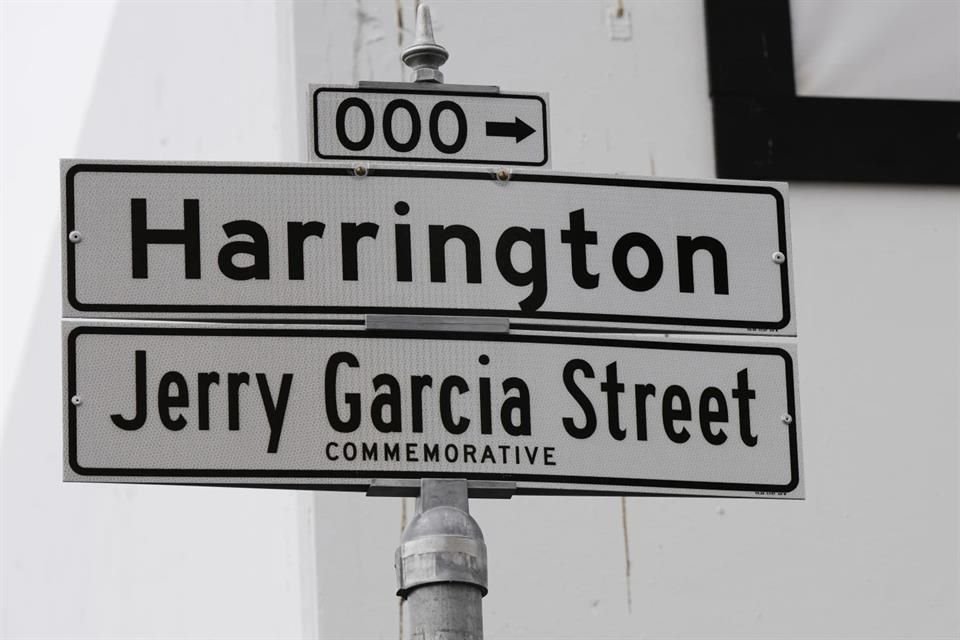 000 →
Harrington
Jerry Garcia Street
COMMEMORATIVE